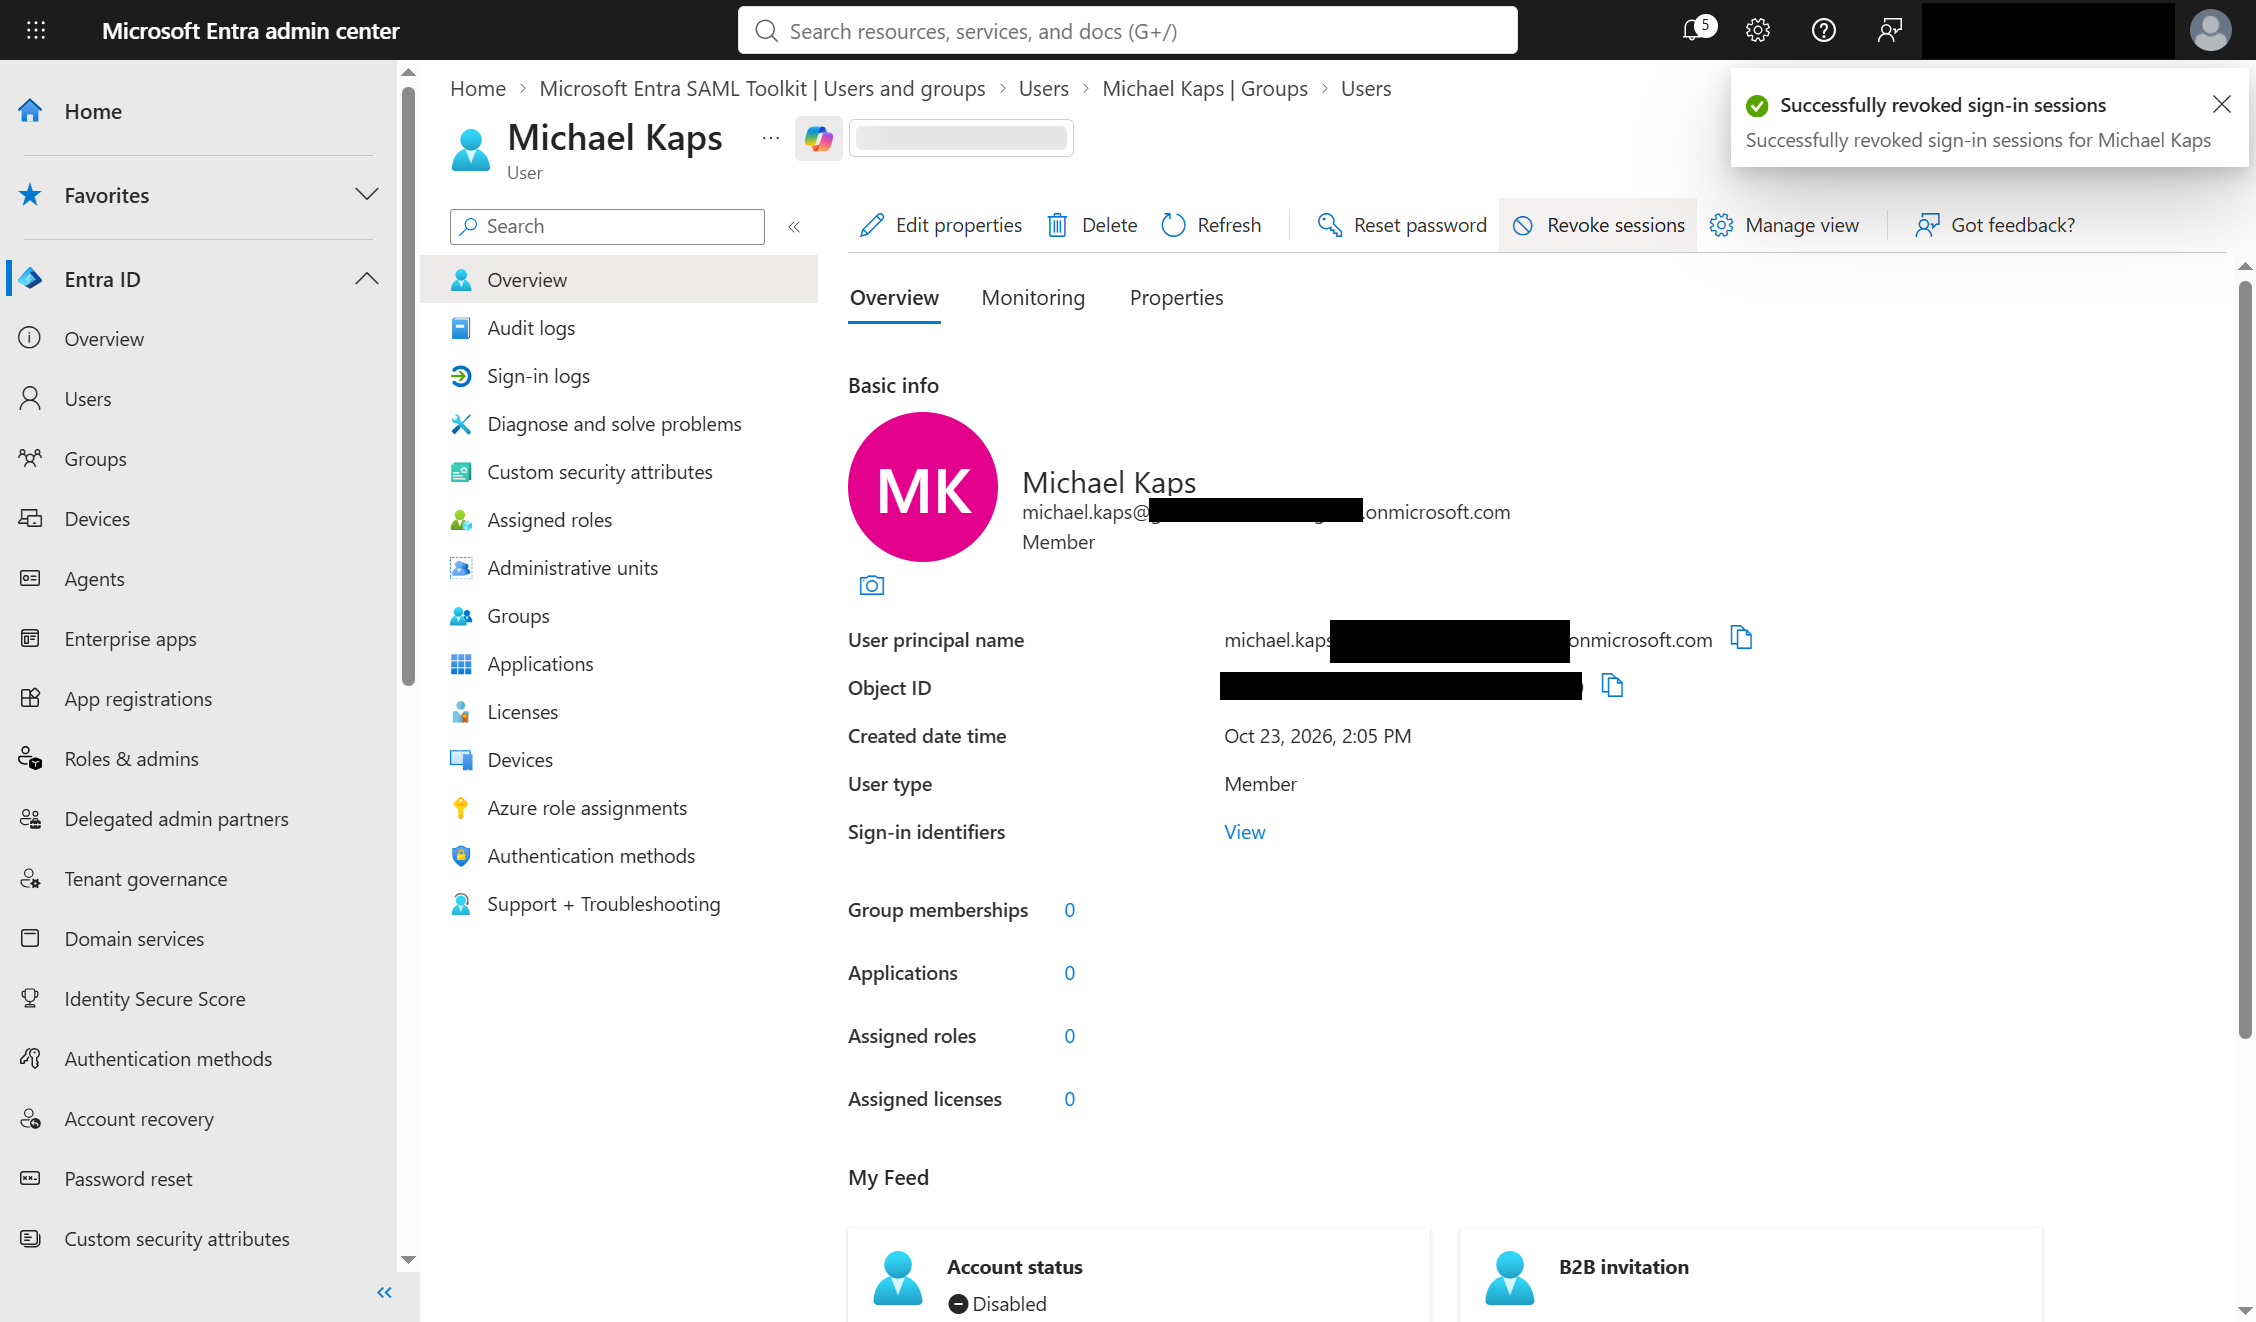 Microsoft Entra admin center
Search resources, services, and docs (G+/)
5
Home
Favorites
Entra ID
Overview
Users
Groups
Devices
Agents
Enterprise apps
App registrations
Roles & admins
Delegated admin partners
Tenant governance
Domain services
Identity Secure Score
Authentication methods
Account recovery
Password reset
Custom security attributes
Home > Microsoft Entra SAML Toolkit | Users and groups > Users > Michael Kaps | Groups > Users
Michael Kaps
User
Successfully revoked sign-in sessions
Successfully revoked sign-in sessions for Michael Kaps
Search
Overview
Audit logs
Sign-in logs
Diagnose and solve problems
Custom security attributes
Assigned roles
Administrative units
Groups
Applications
Licenses
Devices
Azure role assignments
Authentication methods
Support + Troubleshooting
Edit properties Delete Refresh Reset password Revoke sessions Manage view Got feedback?
Overview Monitoring Properties
Basic info
MK
Michael Kaps
michael.kaps@ .onmicrosoft.com
Member
User principal name michael.kaps onmicrosoft.com
Object ID
Created date time Oct 23, 2026, 2:05 PM
User type Member
Sign-in identifiers View
Group memberships 0
Applications 0
Assigned roles 0
Assigned licenses 0
My Feed
Account status
Disabled
B2B invitation